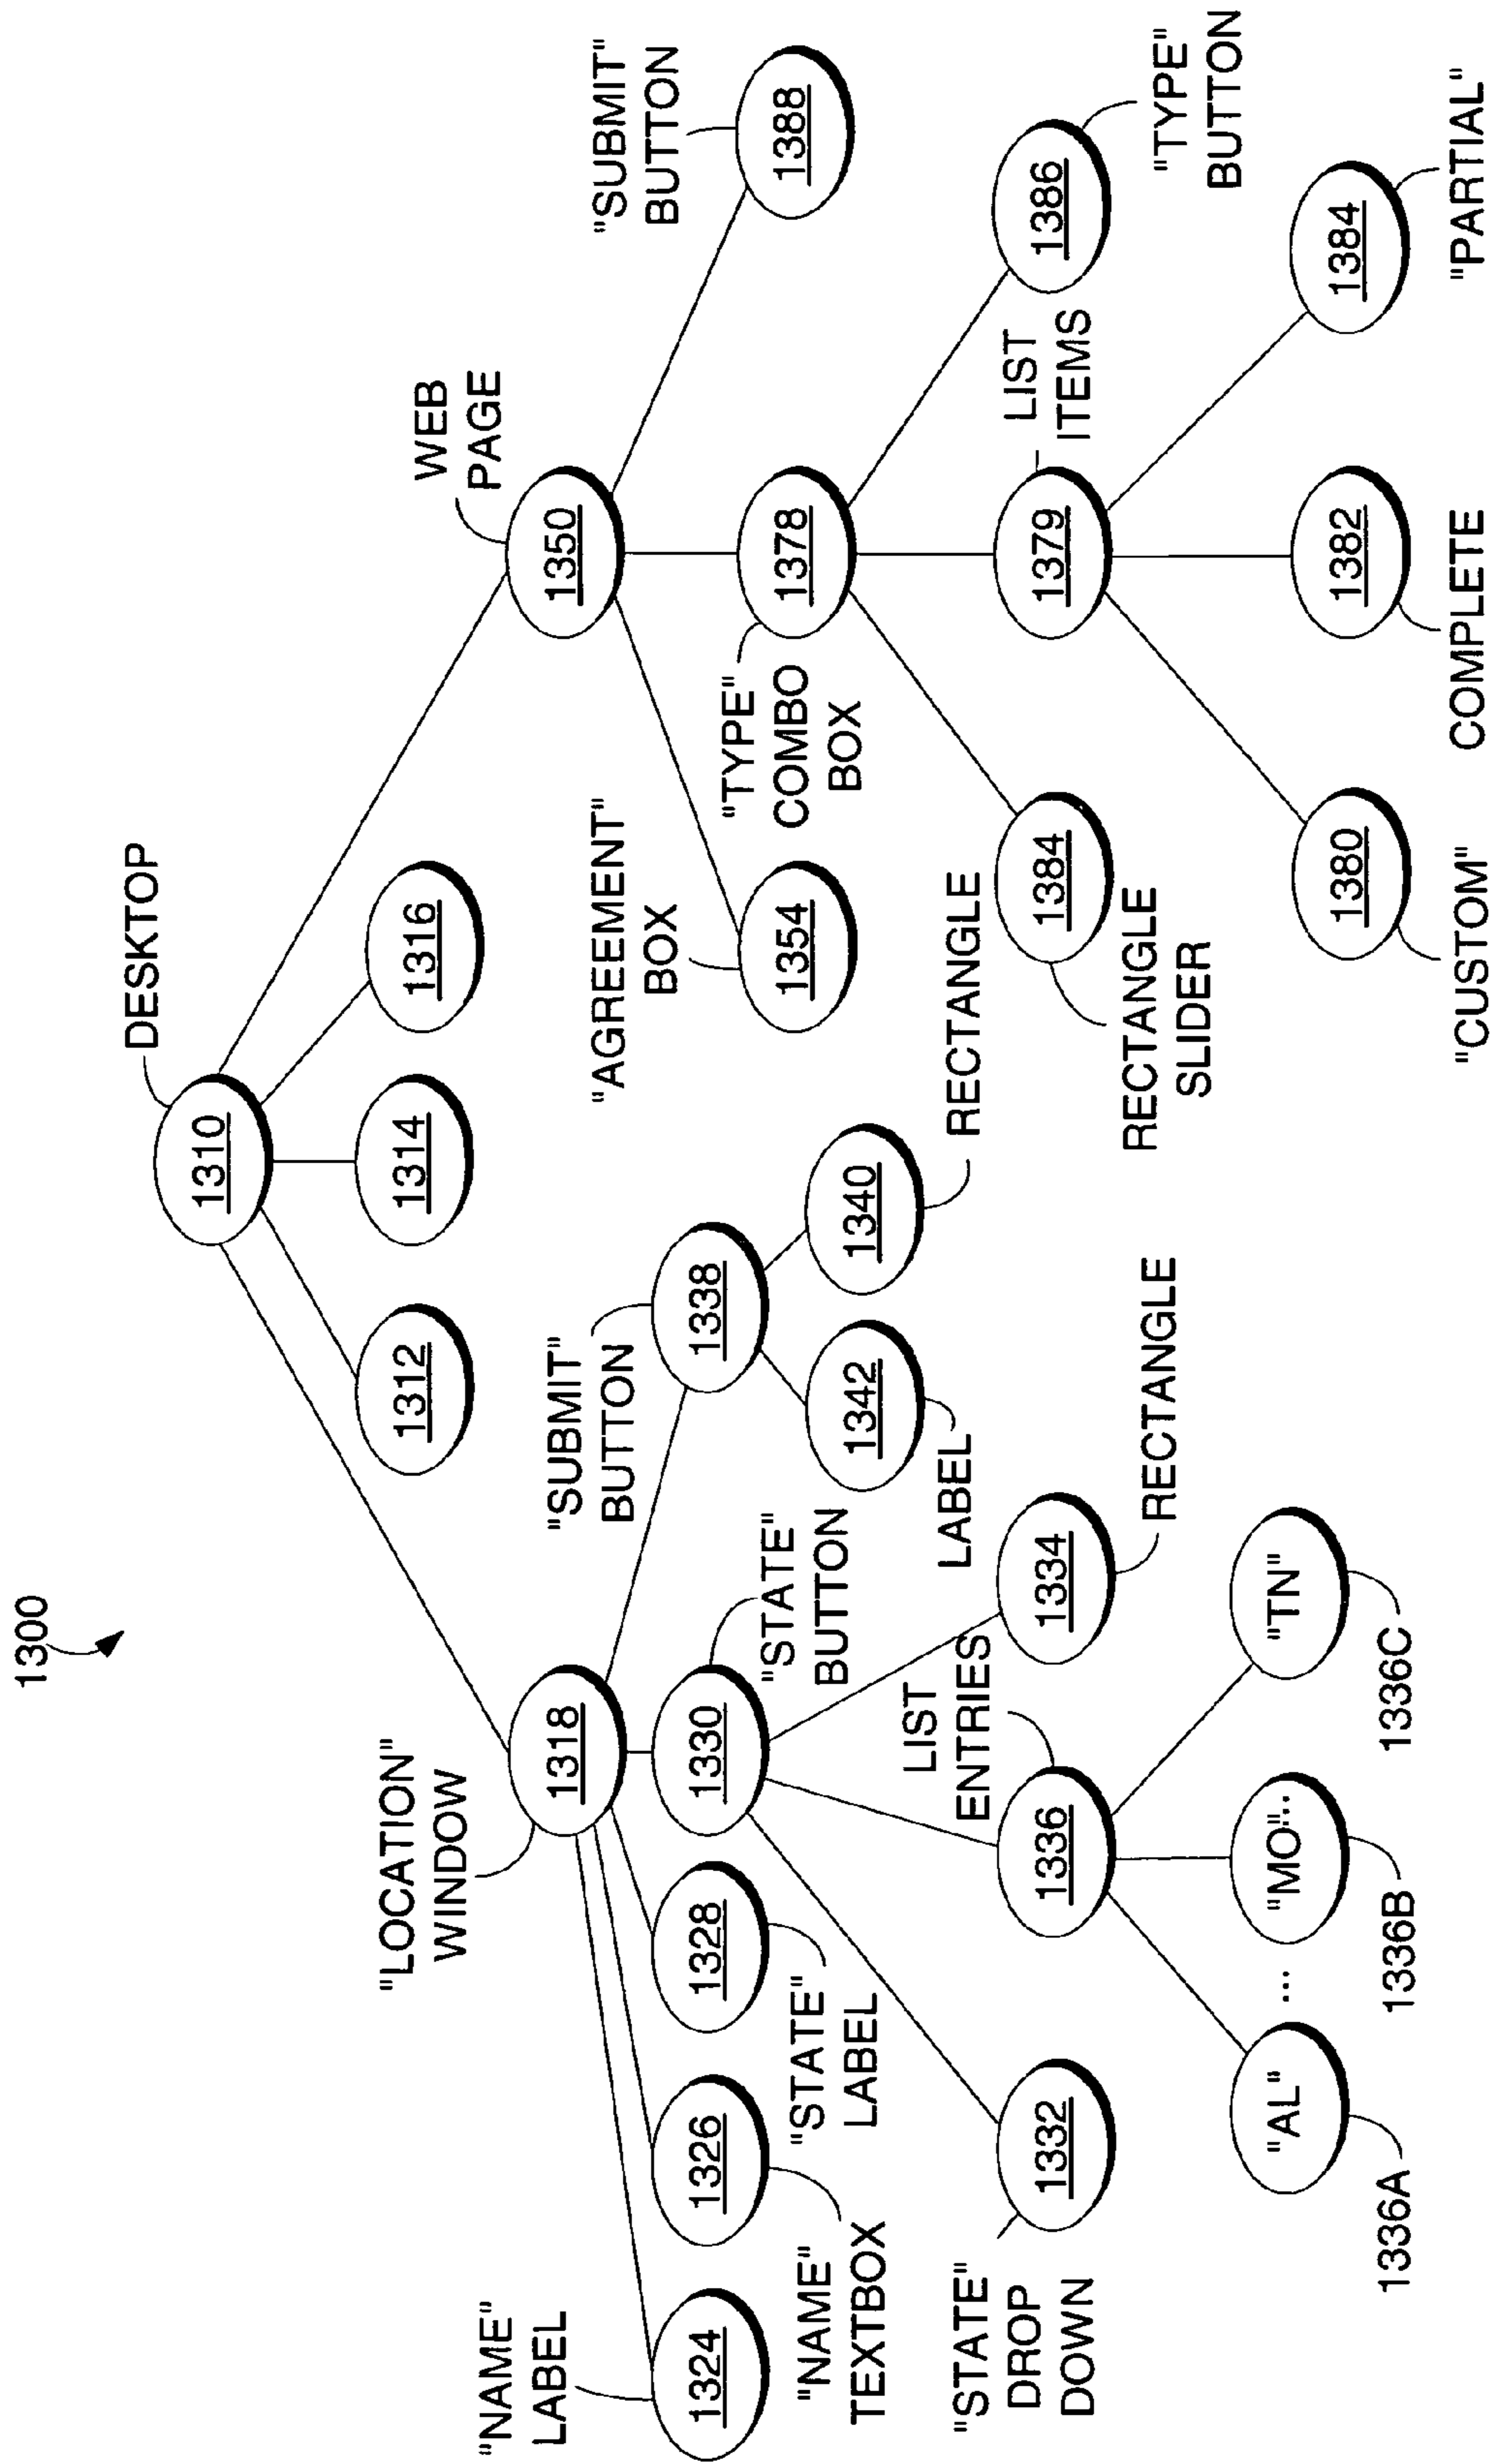 1300
DESKTOP
1310
1312
1314
1316
"LOCATION"
WINDOW
1318
WEB
PAGE
1350
"NAME"
LABEL
1324
1326
"NAME"
TEXTBOX
1328
"STATE"
LABEL
1330
"STATE"
BUTTON
"SUBMIT"
BUTTON
1338
1342
LABEL
1340
RECTANGLE
"AGREEMENT"
BOX
1354
"TYPE"
COMBO
BOX
1378
"SUBMIT"
BUTTON
1388
"STATE"
DROP
DOWN
1332
LIST
ENTRIES
1336
1334
RECTANGLE
1384
RECTANGLE
SLIDER
LIST
ITEMS
1379
1386
"TYPE"
BUTTON
"AL"
...
"MO"..
"TN"
1336A
1336B
1336C
1380
"CUSTOM"
1382
COMPLETE
1384
"PARTIAL"